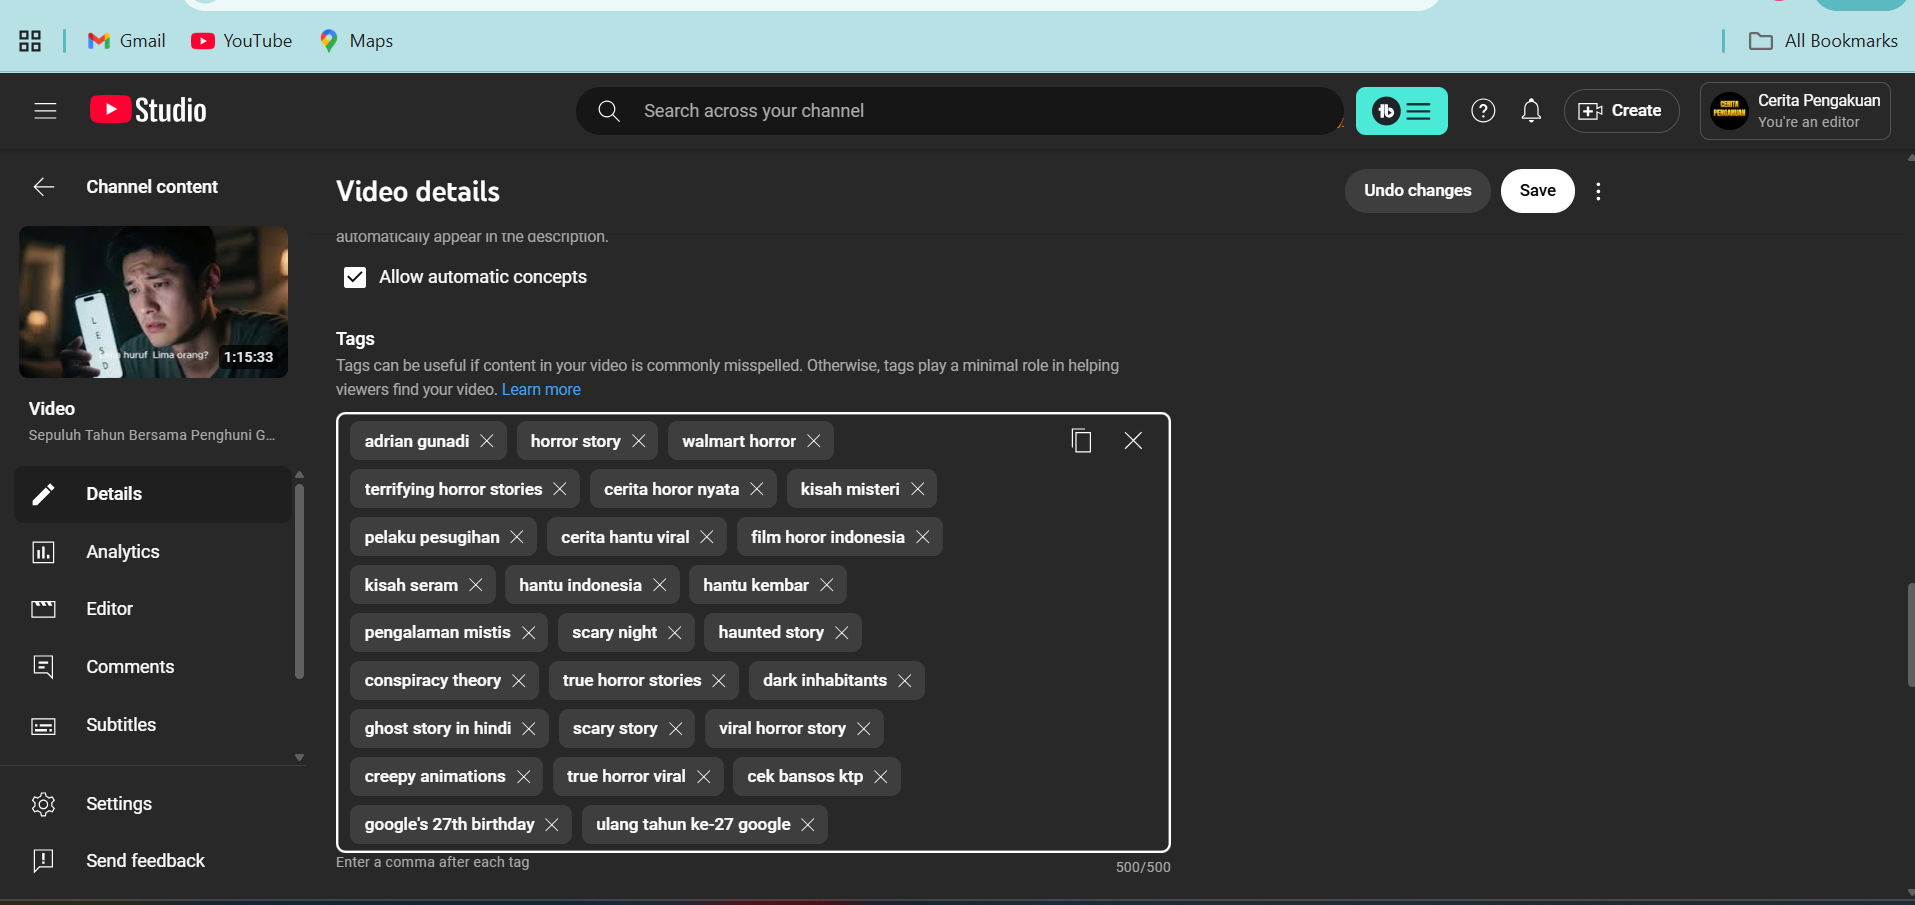 Gmail
YouTube
Maps
All Bookmarks
Studio
Search across your channel
Create
CERITA
PENGAKUAN
Cerita Pengakuan
You're an editor
Channel content
Video details
Undo changes
Save
automatically appear in the description.
Allow automatic concepts
huruf Lima orang?
L
E
S
D
1:15:33
Video
Sepuluh Tahun Bersama Penghuni G...
Details
Analytics
Editor
Comments
Subtitles
Settings
Send feedback
Tags
Tags can be useful if content in your video is commonly misspelled. Otherwise, tags play a minimal role in helping
viewers find your video. Learn more
adrian gunadi horror story walmart horror
terrifying horror stories cerita horor nyata kisah misteri
pelaku pesugihan cerita hantu viral film horor indonesia
kisah seram hantu indonesia hantu kembar
pengalaman mistis scary night haunted story
conspiracy theory true horror stories dark inhabitants
ghost story in hindi scary story viral horror story
creepy animations true horror viral cek bansos ktp
google's 27th birthday ulang tahun ke-27 google
Enter a comma after each tag
500/500